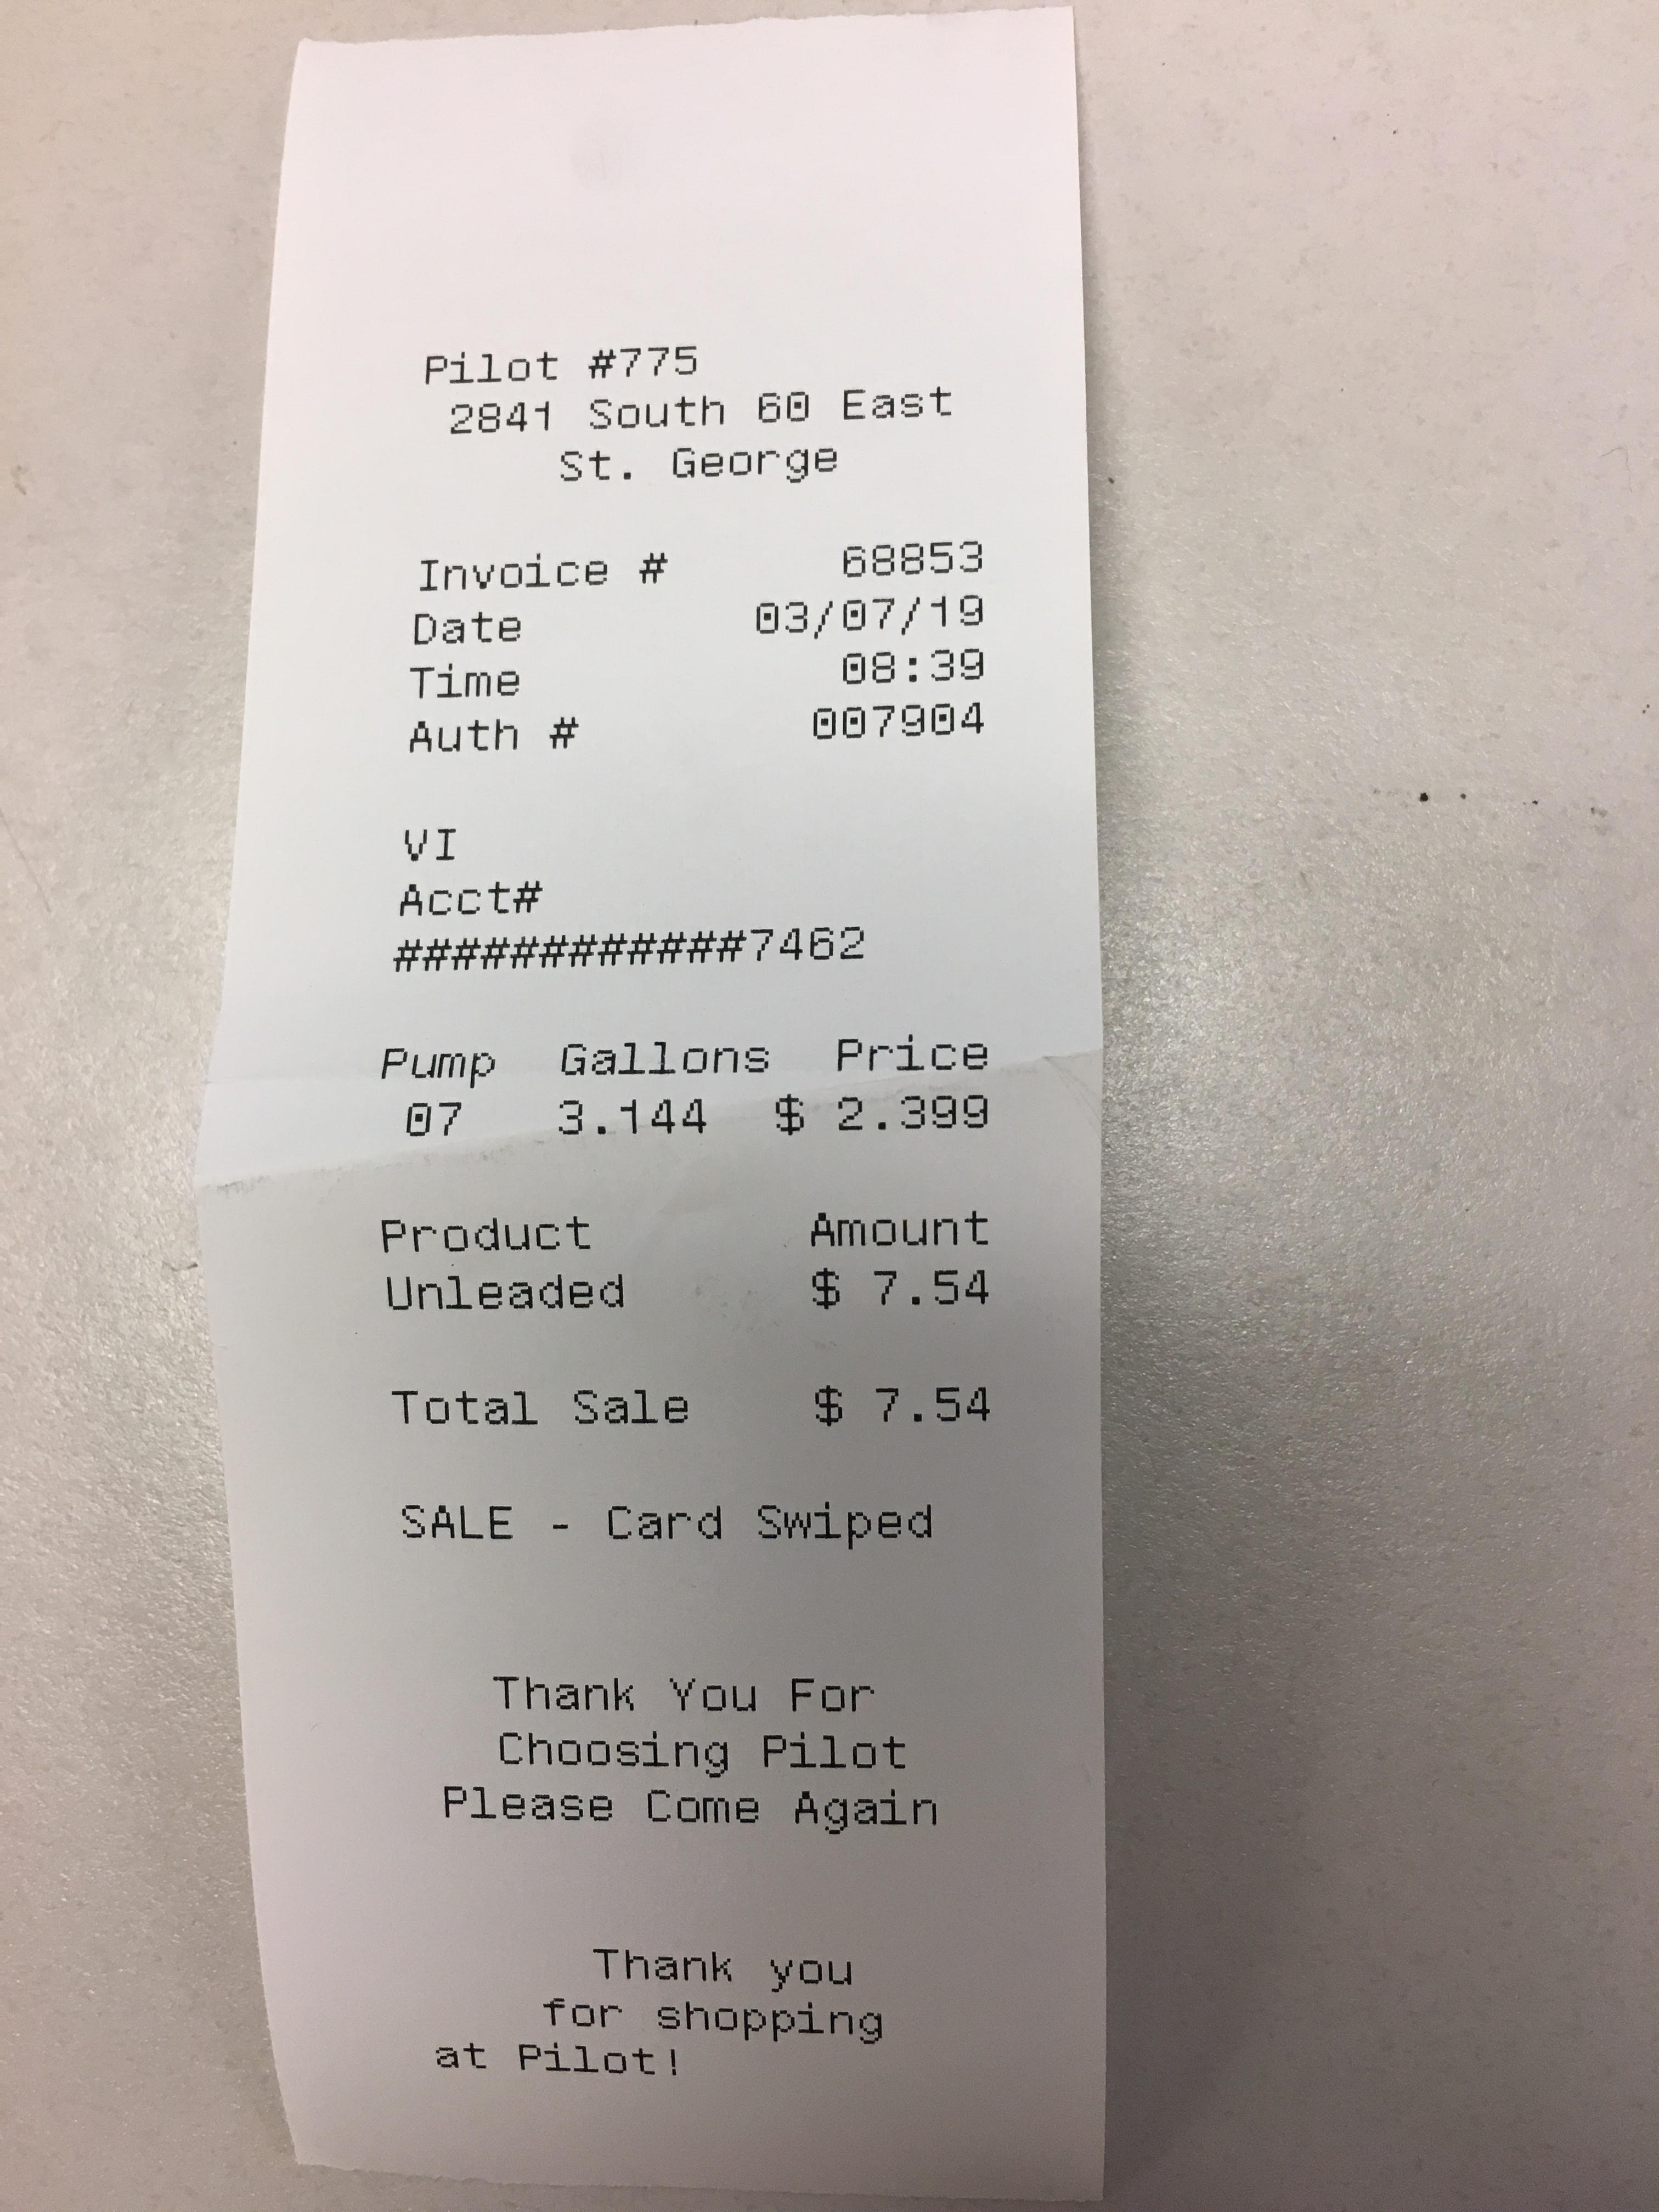 Pilot #775
2841 South 60 East
St. George
Invoice # 68853
Date 03/07/19
Time 08:39
Auth # 007904
VI
Acct#
############7462
Pump Gallons Price
07 3.144 $ 2.399
Product Amount
Unleaded $ 7.54
Total Sale $ 7.54
SALE - Card Swiped
Thank You For
Choosing Pilot
Please Come Again
Thank you
for shopping
at Pilot!